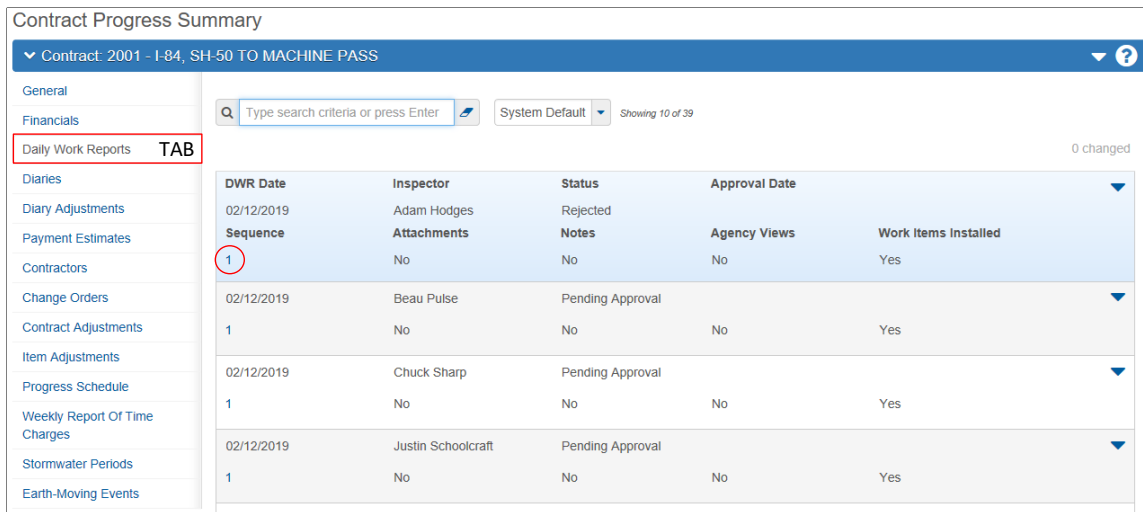 Contract Progress Summary
Contract: 2001 - I-84, SH-50 TO MACHINE PASS
?
General
Financials
Daily Work Reports TAB
Diaries
Diary Adjustments
Payment Estimates
Contractors
Change Orders
Contract Adjustments
Item Adjustments
Progress Schedule
Weekly Report Of Time
Charges
Stormwater Periods
Earth-Moving Events
Type search criteria or press Enter System Default Showing 10 of 39
0 changed
DWR Date Inspector Status Approval Date
02/12/2019 Adam Hodges Rejected
Sequence Attachments Notes Agency Views Work Items Installed
1 No No No Yes
02/12/2019 Beau Pulse Pending Approval
1 No No No Yes
02/12/2019 Chuck Sharp Pending Approval
1 No No No Yes
02/12/2019 Justin Schoolcraft Pending Approval
1 No No No Yes